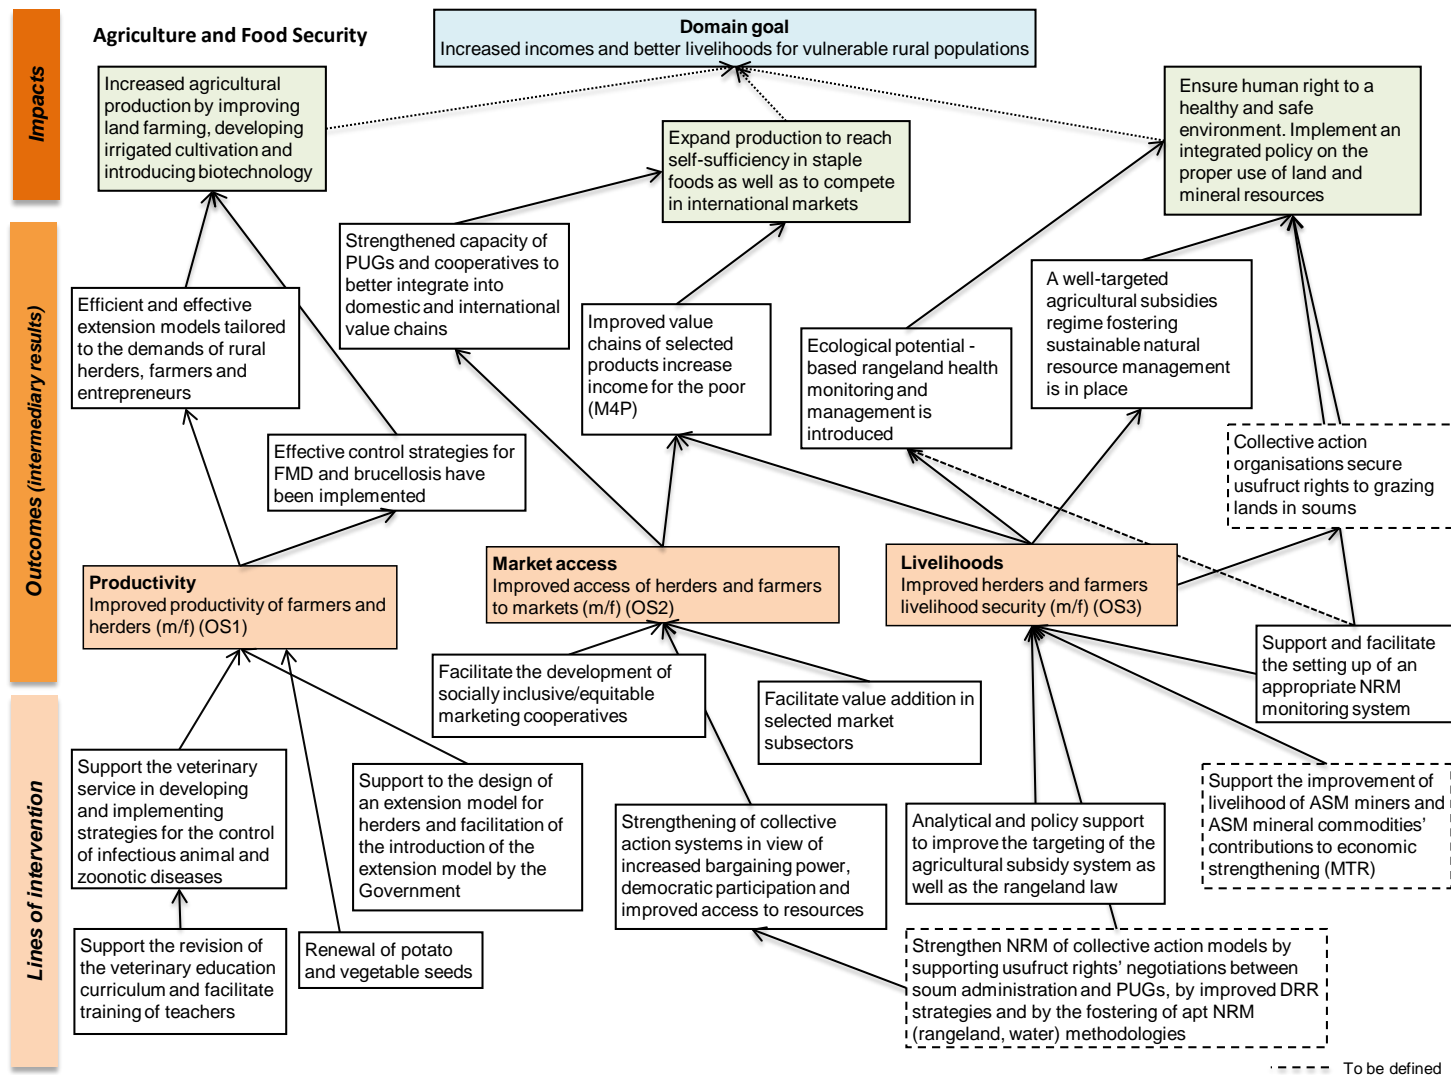 Agriculture and Food Security
Domain goal
Increased incomes and better livelihoods for vulnerable rural populations
Impacts
Increased agricultural
production by improving
land farming, developing
irrigated cultivation and
introducing biotechnology
Expand production to reach
self-sufficiency in staple
foods as well as to compete
in international markets
Ensure human right to a
healthy and safe
environment. Implement an
integrated policy on the
proper use of land and
mineral resources
Outcomes (intermediary results)
Efficient and effective
extension models tailored
to the demands of rural
herders, farmers and
entrepreneurs
Strengthened capacity of
PUGs and cooperatives to
better integrate into
domestic and international
value chains
Improved value
chains of selected
products increase
income for the poor
(M4P)
Ecological potential -
based rangeland health
monitoring and
management is
introduced
A well-targeted
agricultural subsidies
regime fostering
sustainable natural
resource management
is in place
Effective control strategies for
FMD and brucellosis have
been implemented
Collective action
organisations secure
usufruct rights to grazing
lands in soums
Productivity
Improved productivity of farmers and
herders (m/f) (OS1)
Market access
Improved access of herders and farmers
to markets (m/f) (OS2)
Livelihoods
Improved herders and farmers
livelihood security (m/f) (OS3)
Support and facilitate
the setting up of an
appropriate NRM
monitoring system
Lines of intervention
Facilitate the development of
socially inclusive/equitable
marketing cooperatives
Facilitate value addition in
selected market
subsectors
Support the veterinary
service in developing
and implementing
strategies for the control
of infectious animal and
zoonotic diseases
Support to the design of
an extension model for
herders and facilitation of
the introduction of the
extension model by the
Government
Strengthening of collective
action systems in view of
increased bargaining power,
democratic participation and
improved access to resources
Analytical and policy support
to improve the targeting of the
agricultural subsidy system as
well as the rangeland law
Support the improvement of
livelihood of ASM miners and
ASM mineral commodities'
contributions to economic
strengthening (MTR)
Support the revision of
the veterinary education
curriculum and facilitate
training of teachers
Renewal of potato
and vegetable seeds
Strengthen NRM of collective action models by
supporting usufruct rights' negotiations between
soum administration and PUGs, by improved DRR
strategies and by the fostering of apt NRM
(rangeland, water) methodologies
To be defined